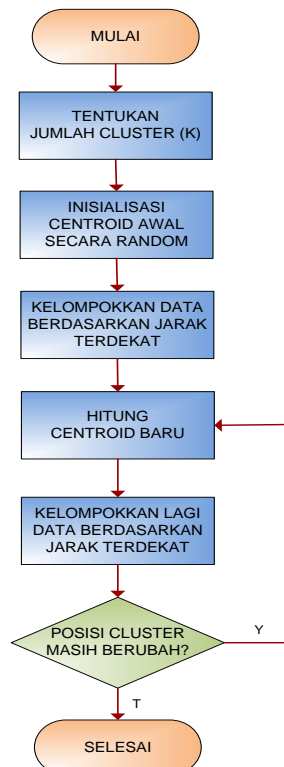 MULAI
TENTUKAN
JUMLAH CLUSTER (K)
INISIALISASI
CENTROID AWAL
SECARA RANDOM
KELOMPOKKAN DATA
BERDASARKAN JARAK
TERDEKAT
HITUNG
CENTROID BARU
KELOMPOKKAN LAGI
DATA BERDASARKAN
JARAK TERDEKAT
POSISI CLUSTER
MASIH BERUBAH?
Y
T
SELESAI